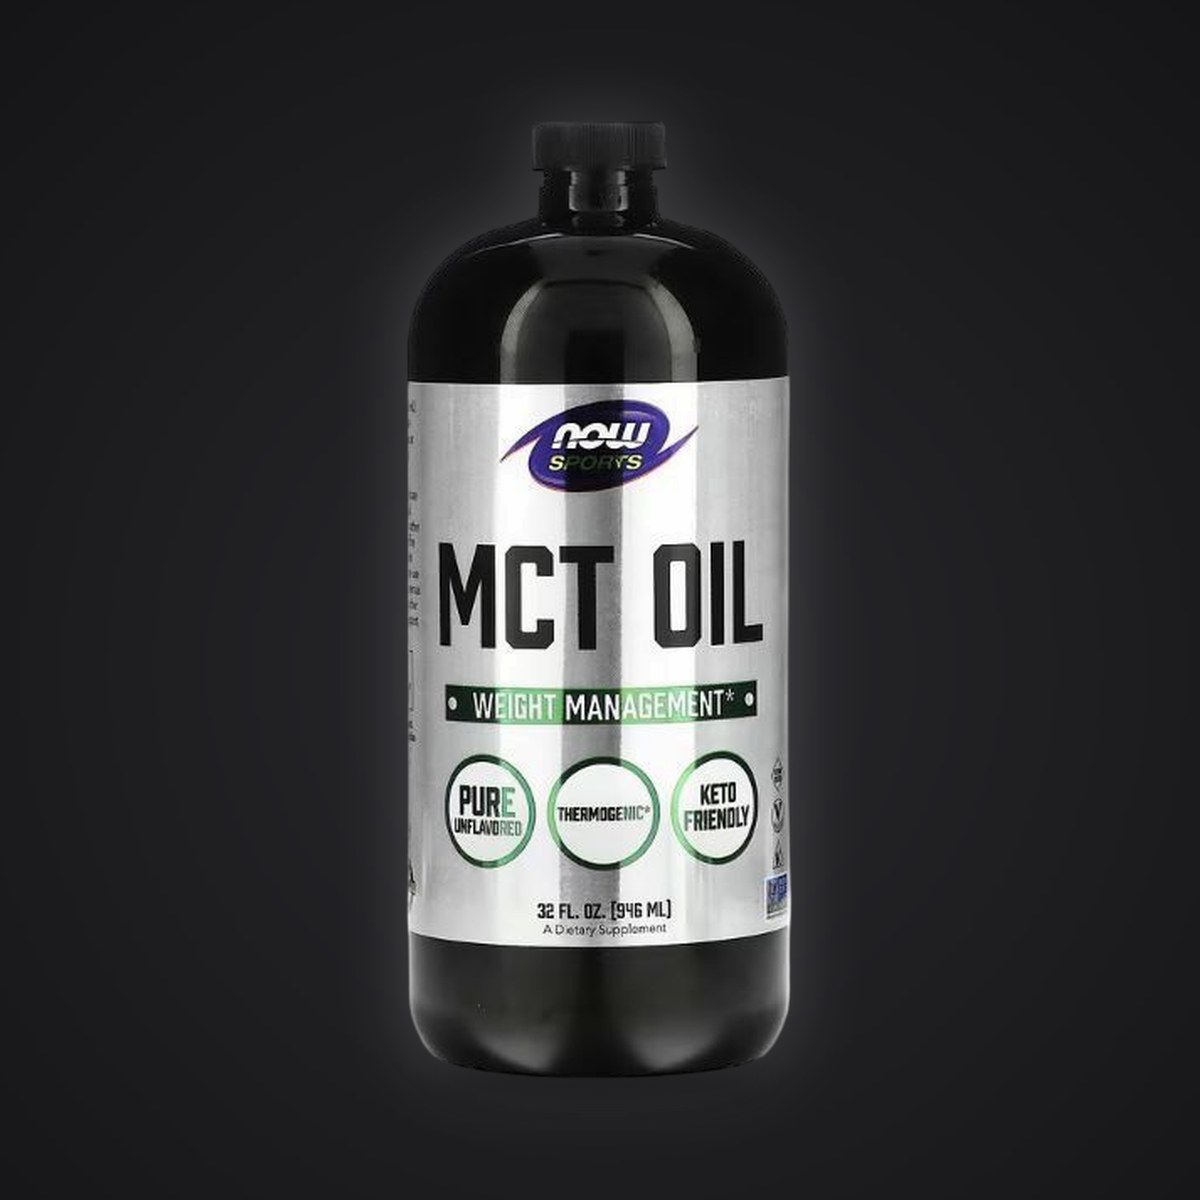 now
SPORTS
MCT OIL
• WEIGHT MANAGEMENT* •
PURE
UNFLAVORED
THERMOGENIC*
KETO
FRIENDLY
32 FL. OZ. [946 ML]
A Dietary Supplement